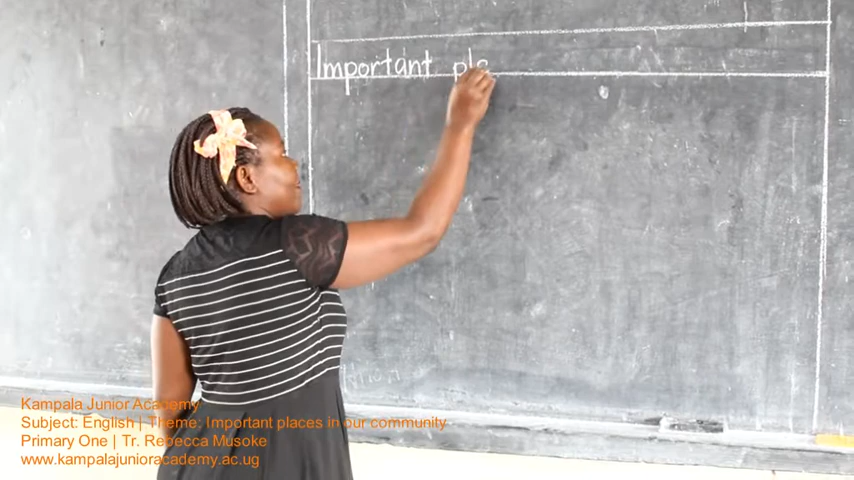 Important pla
Kampala Junior Academy
Subject: English | Theme: Important places in our community
Primary One | Tr. Rebecca Musoke
www.kampalajunioracademy.ac.ug